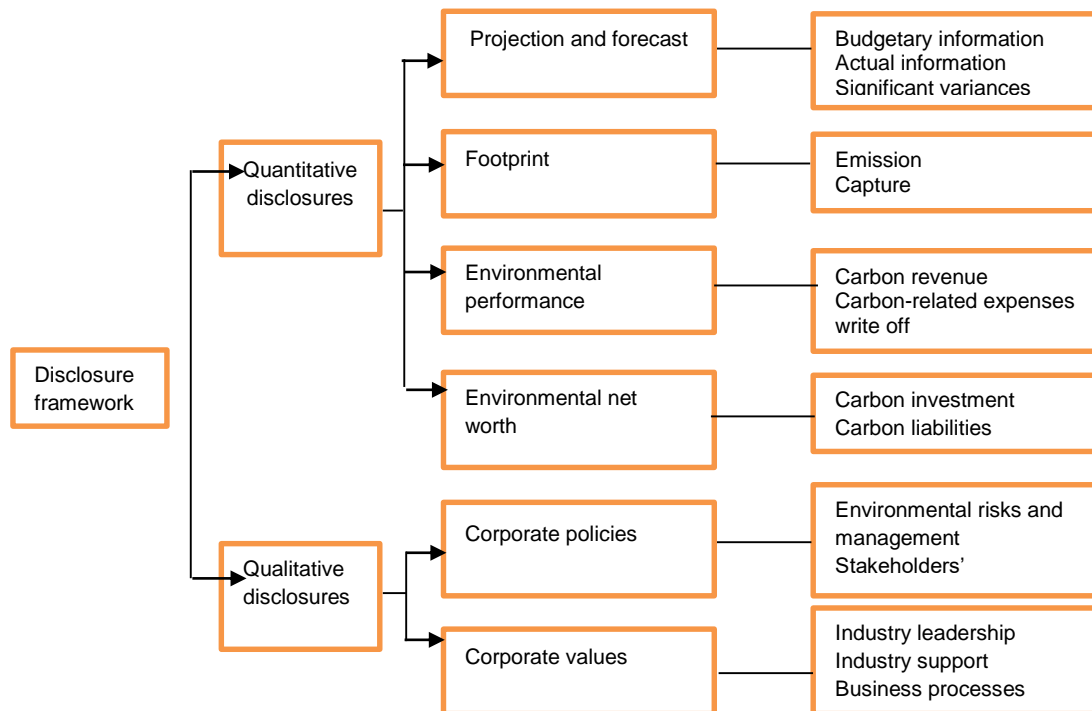 Projection and forecast
Budgetary information
Actual information
Significant variances
Quantitative
disclosures
Footprint
Emission
Capture
Environmental
performance
Carbon revenue
Carbon-related expenses
write off
Disclosure
framework
Environmental net
worth
Carbon investment
Carbon liabilities
Qualitative
disclosures
Corporate policies
Environmental risks and
management
Stakeholders’
Corporate values
Industry leadership
Industry support
Business processes